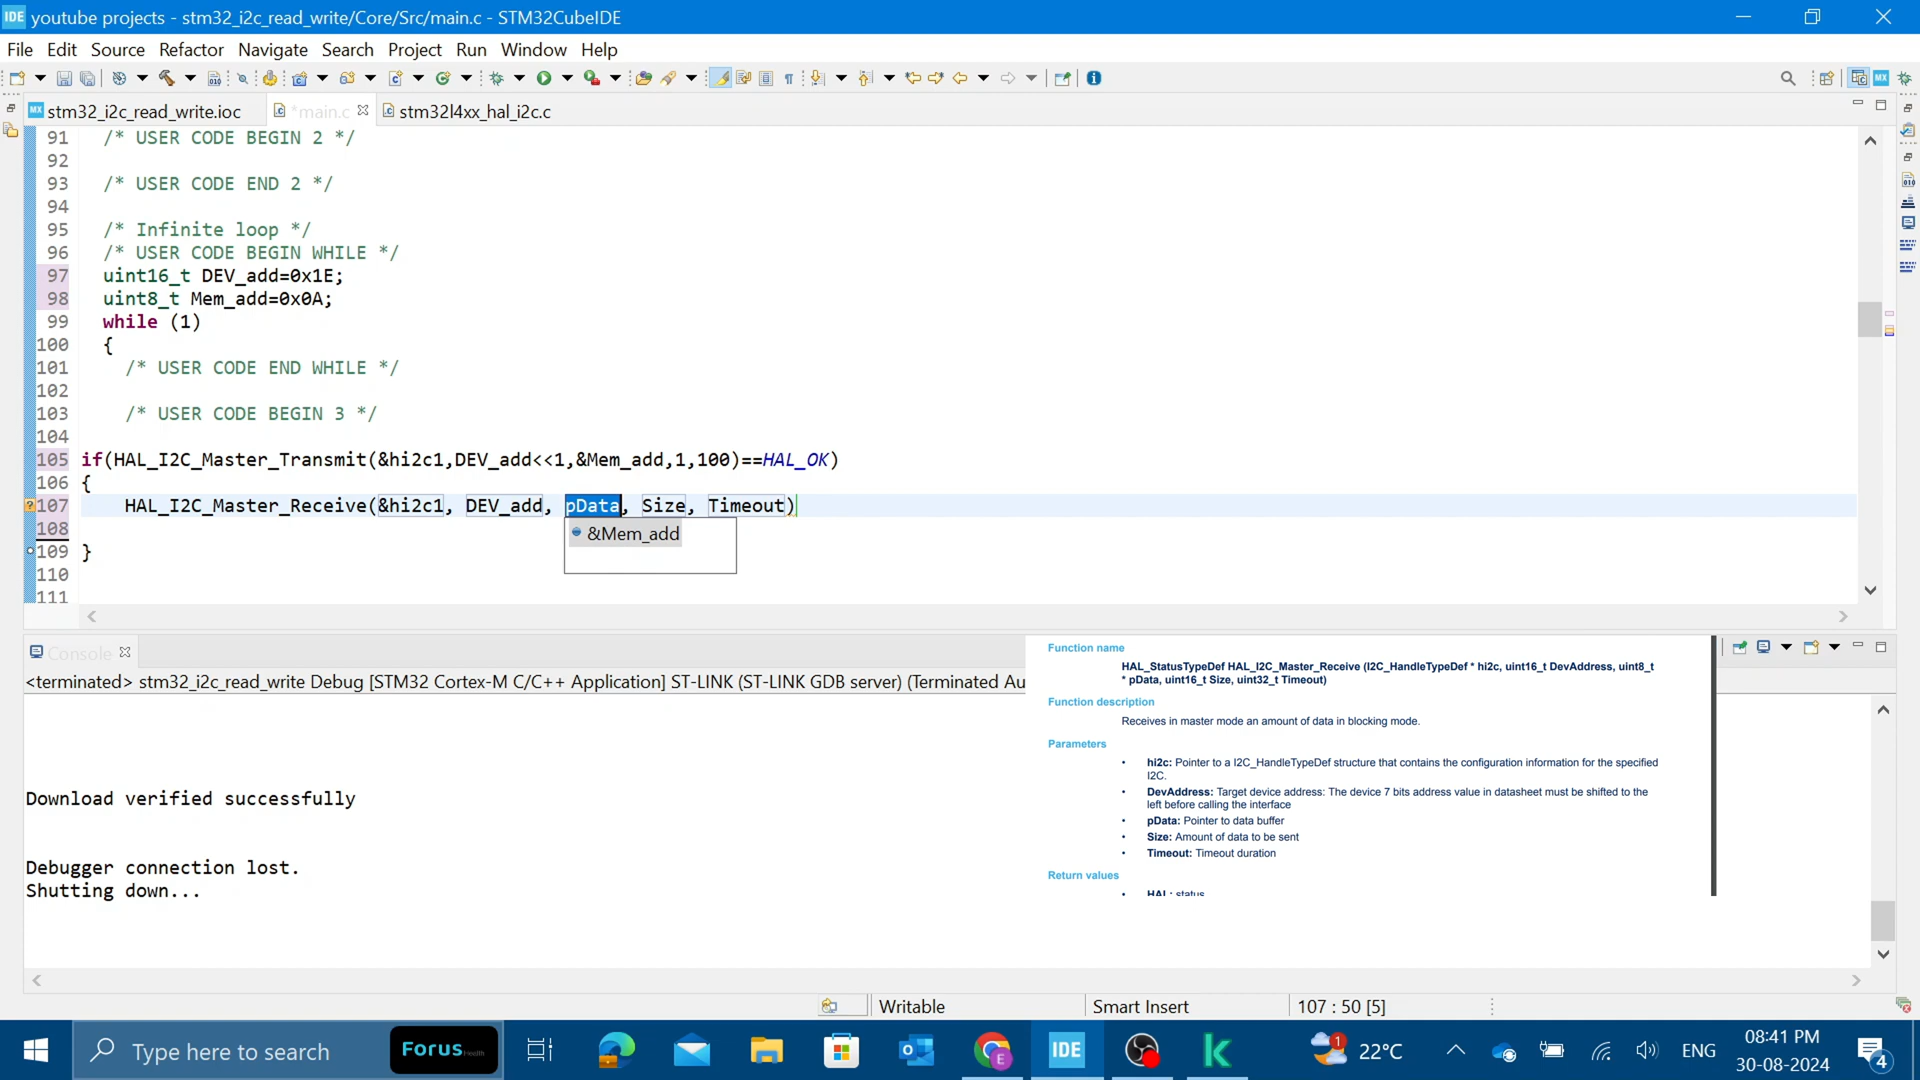 IDE youtube projects - stm32_i2c_read_write/Core/Src/main.c - STM32CubeIDE
File Edit Source Refactor Navigate Search Project Run Window Help
stm32_i2c_read_write.ioc *main.c stm32l4xx_hal_i2c.c
91 /* USER CODE BEGIN 2 */
92
93 /* USER CODE END 2 */
94
95 /* Infinite loop */
96 /* USER CODE BEGIN WHILE */
97 uint16_t DEV_add=0x1E;
98 uint8_t Mem_add=0x0A;
99 while (1)
100 {
101 /* USER CODE END WHILE */
102
103 /* USER CODE BEGIN 3 */
104
105 if(HAL_I2C_Master_Transmit(&hi2c1,DEV_add<<1,&Mem_add,1,100)==HAL_OK)
106 {
107 HAL_I2C_Master_Receive(&hi2c1, DEV_add, pData, Size, Timeout)
&Mem_add
108
109 }
110
111
Console
<terminated> stm32_i2c_read_write Debug [STM32 Cortex-M C/C++ Application] ST-LINK (ST-LINK GDB server) (Terminated Au
Download verified successfully
Debugger connection lost.
Shutting down...
Function name
HAL_StatusTypeDef HAL_I2C_Master_Receive (I2C_HandleTypeDef * hi2c, uint16_t DevAddress, uint8_t
* pData, uint16_t Size, uint32_t Timeout)
Function description
Receives in master mode an amount of data in blocking mode.
Parameters
• hi2c: Pointer to a I2C_HandleTypeDef structure that contains the configuration information for the specified
I2C.
• DevAddress: Target device address: The device 7 bits address value in datasheet must be shifted to the
left before calling the interface
• pData: Pointer to data buffer
• Size: Amount of data to be sent
• Timeout: Timeout duration
Return values
• HAL: status
Writable Smart Insert 107 : 50 [5]
Type here to search Forus Health IDE 1 22°C ENG 08:41 PM
30-08-2024 4